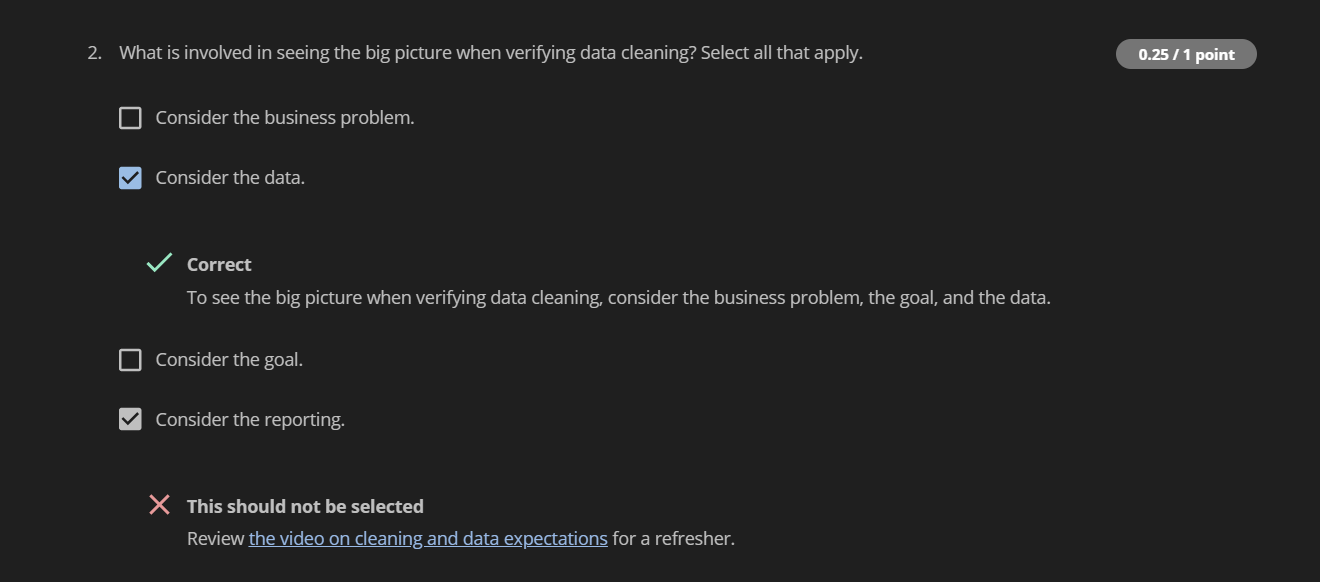 2. What is involved in seeing the big picture when verifying data cleaning? Select all that apply.
0.25 / 1 point
Consider the business problem.
Consider the data.
Correct
To see the big picture when verifying data cleaning, consider the business problem, the goal, and the data.
Consider the goal.
Consider the reporting.
This should not be selected
Review the video on cleaning and data expectations for a refresher.